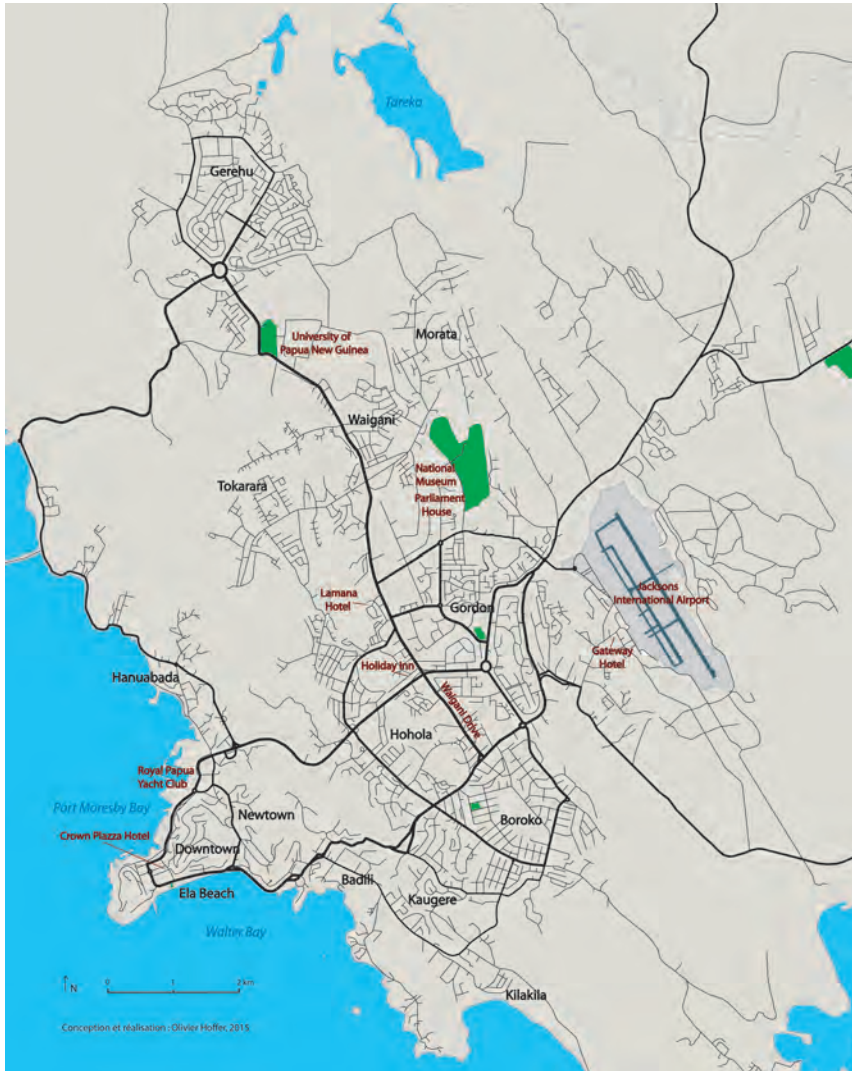 Tureka
Gerehu
University of
Papua New Guinea
Morata
Waigani
National
Museum
Parliament
House
Tokarara
Jacksons
International Airport
Lamana
Hotel
Gordon
Gateway
Hotel
Holiday Inn
Hanuabada
Waigani Drive
Hohola
Royal Papua
Yacht Club
Port Moresby Bay
Newtown
Boroko
Crown Plazza Hotel
Downtown
Badili
Ela Beach
Kaugere
Walter Bay
N
0 1 2 km
Kilakila
Conception et réalisation : Olivier Hoffer, 2015